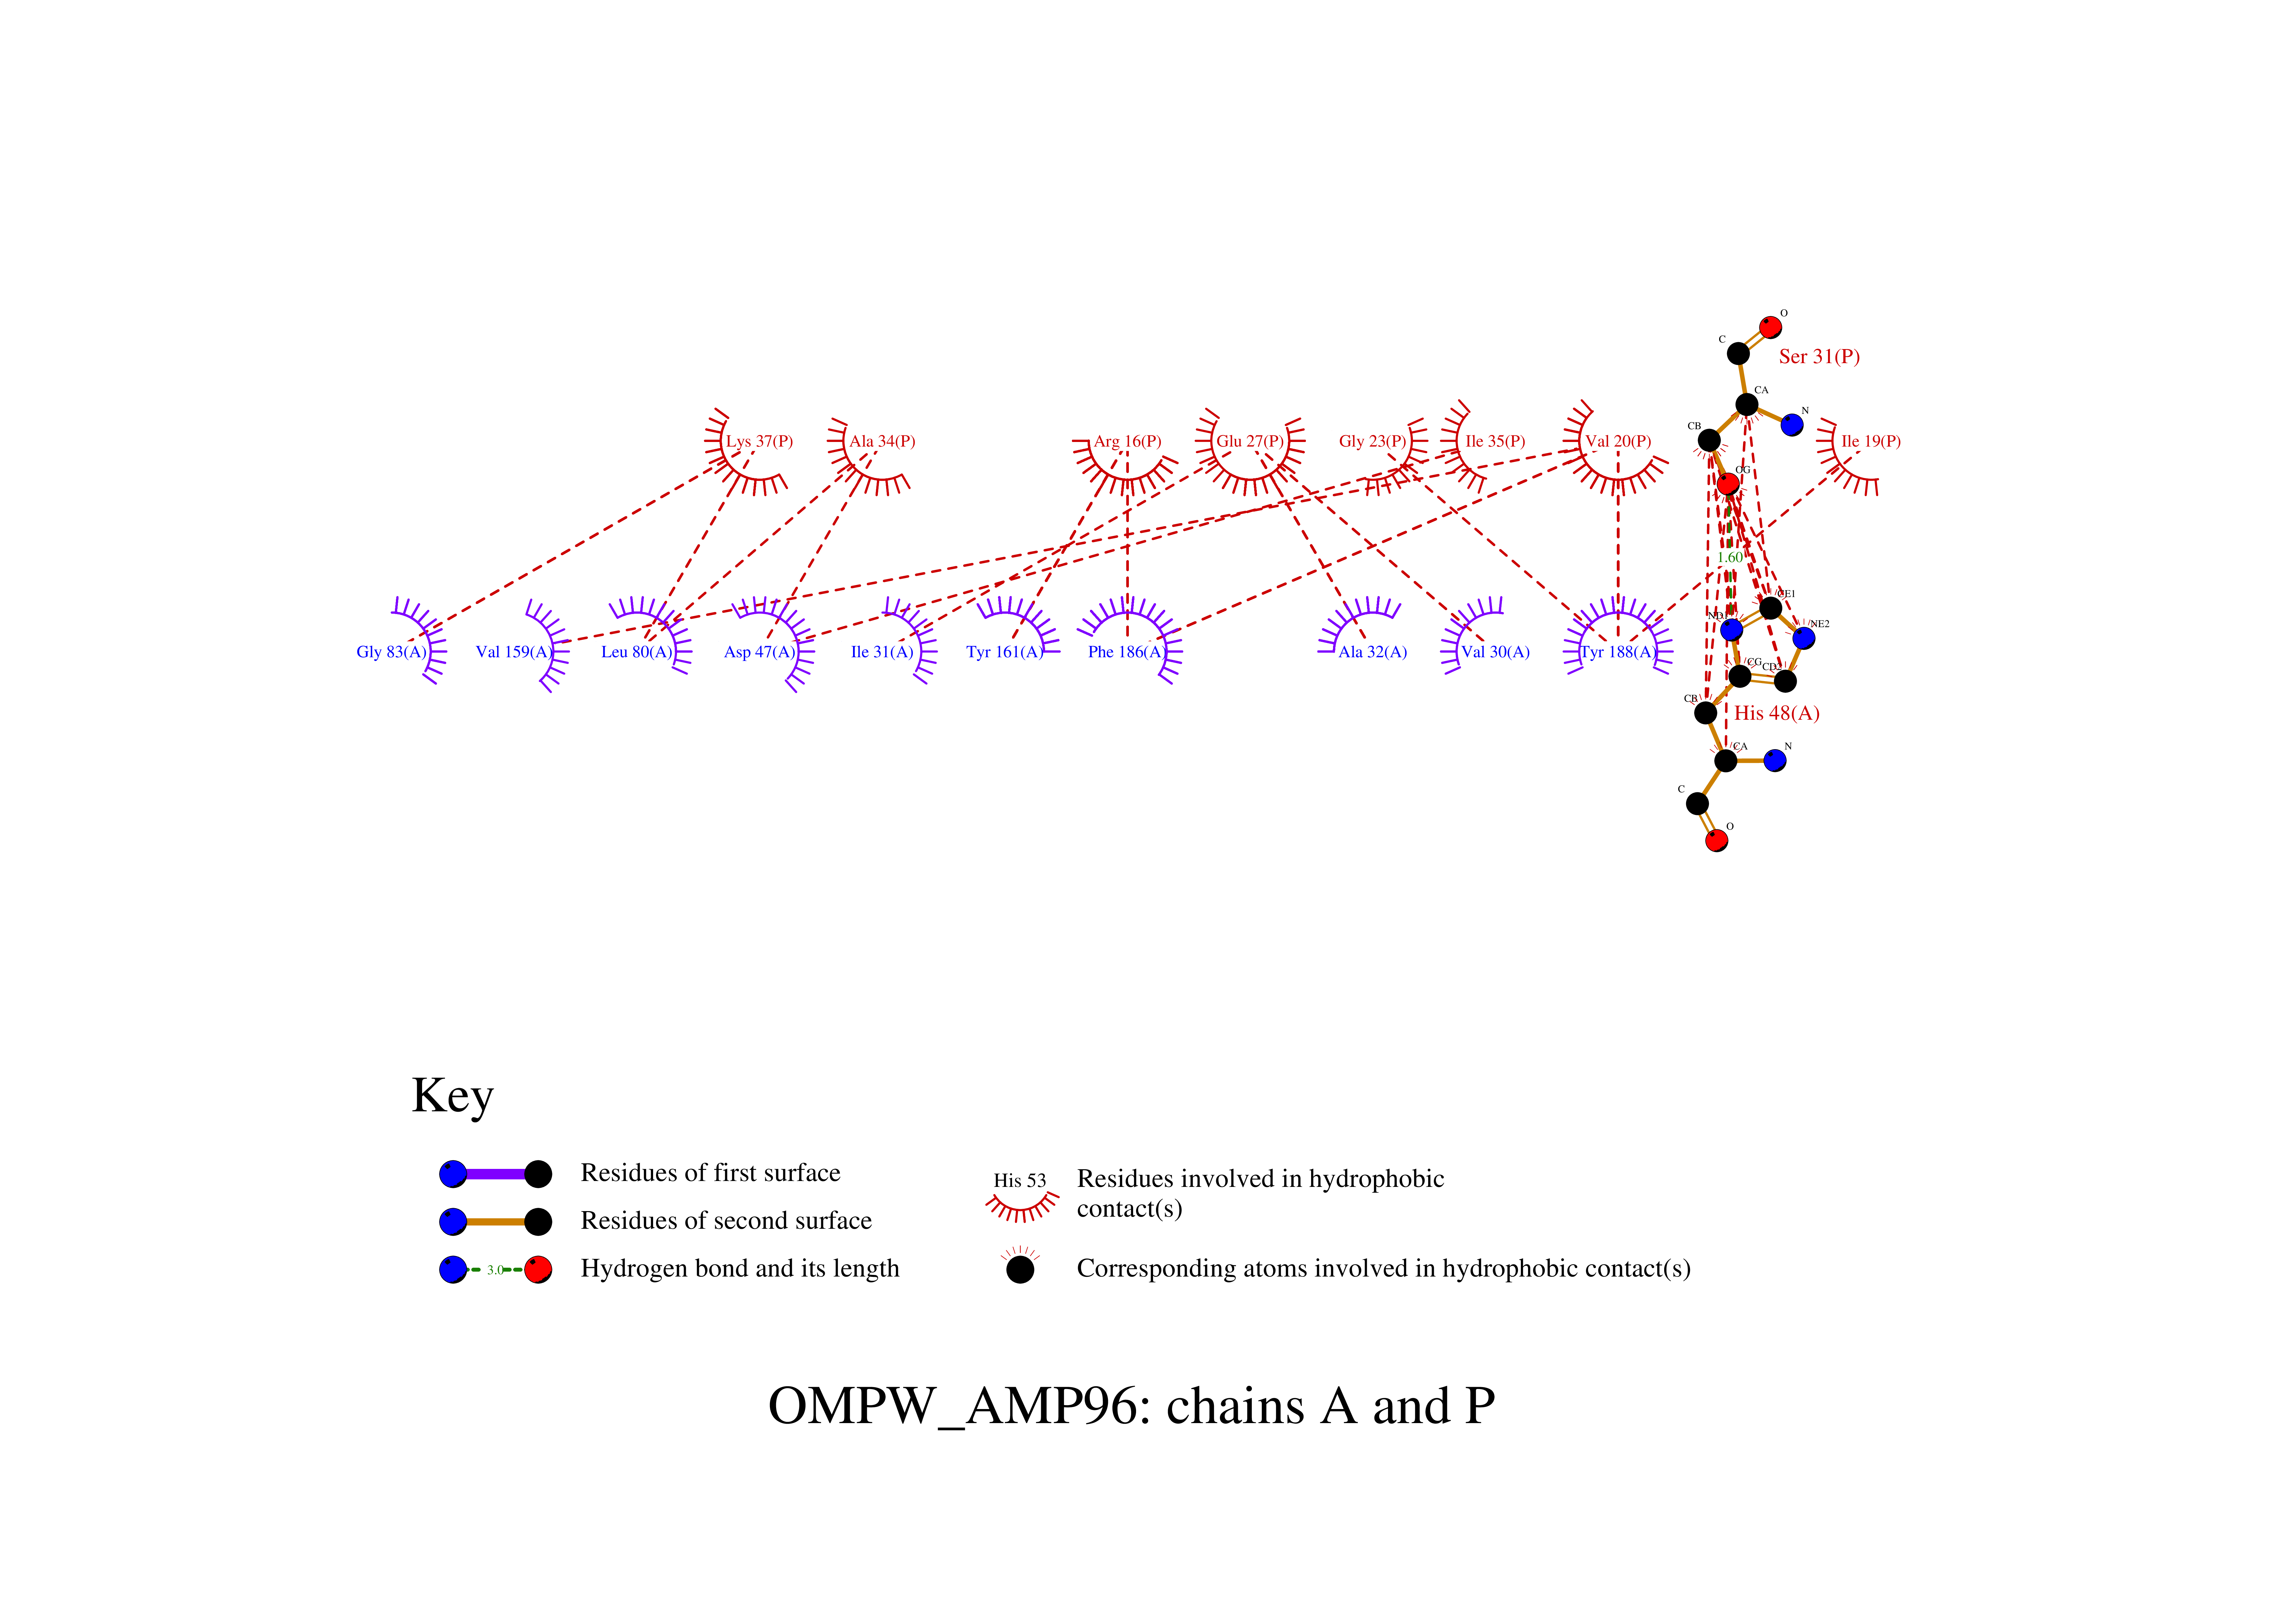 O
C
Ser 31(P)
CA
N
CB
Lys 37(P) Ala 34(P) Arg 16(P) Glu 27(P) Gly 23(P) Ile 35(P) Val 20(P) Ile 19(P)
OG
1.60
CE1
ND1
NE2
Gly 83(A) Val 159(A) Leu 80(A) Asp 47(A) Ile 31(A) Tyr 161(A) Phe 186(A) Ala 32(A) Val 30(A) Tyr 188(A)
CG CD2
CB
His 48(A)
CA N
C
O
Key
Residues of first surface
Residues of second surface
3.0 Hydrogen bond and its length
His 53 Residues involved in hydrophobic
contact(s)
Corresponding atoms involved in hydrophobic contact(s)
OMPW_AMP96: chains A and P